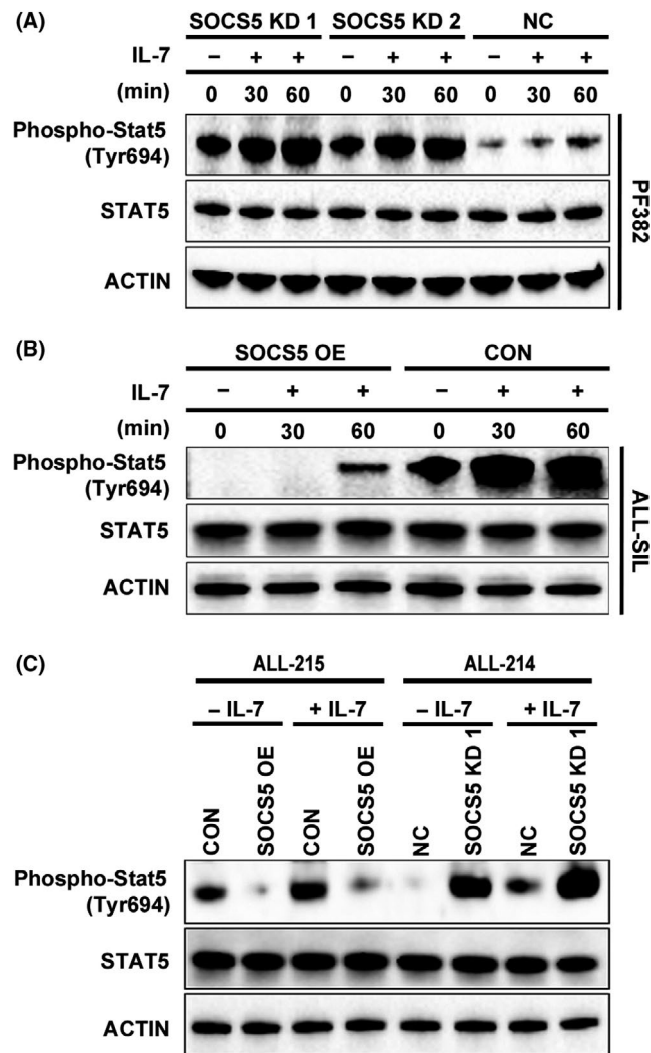 (A)
SOCS5 KD 1 SOCS5 KD 2 NC
IL-7 – + + – + + – + +
(min) 0 30 60 0 30 60 0 30 60
Phospho-Stat5
(Tyr694)
STAT5
ACTIN
PF382
(B)
SOCS5 OE CON
IL-7 – + + – + +
(min) 0 30 60 0 30 60
Phospho-Stat5
(Tyr694)
STAT5
ACTIN
ALL-SIL
(C)
ALL-215 ALL-214
– IL-7 + IL-7 – IL-7 + IL-7
CON SOCS5 OE CON SOCS5 OE NC SOCS5 KD 1 NC SOCS5 KD 1
Phospho-Stat5
(Tyr694)
STAT5
ACTIN